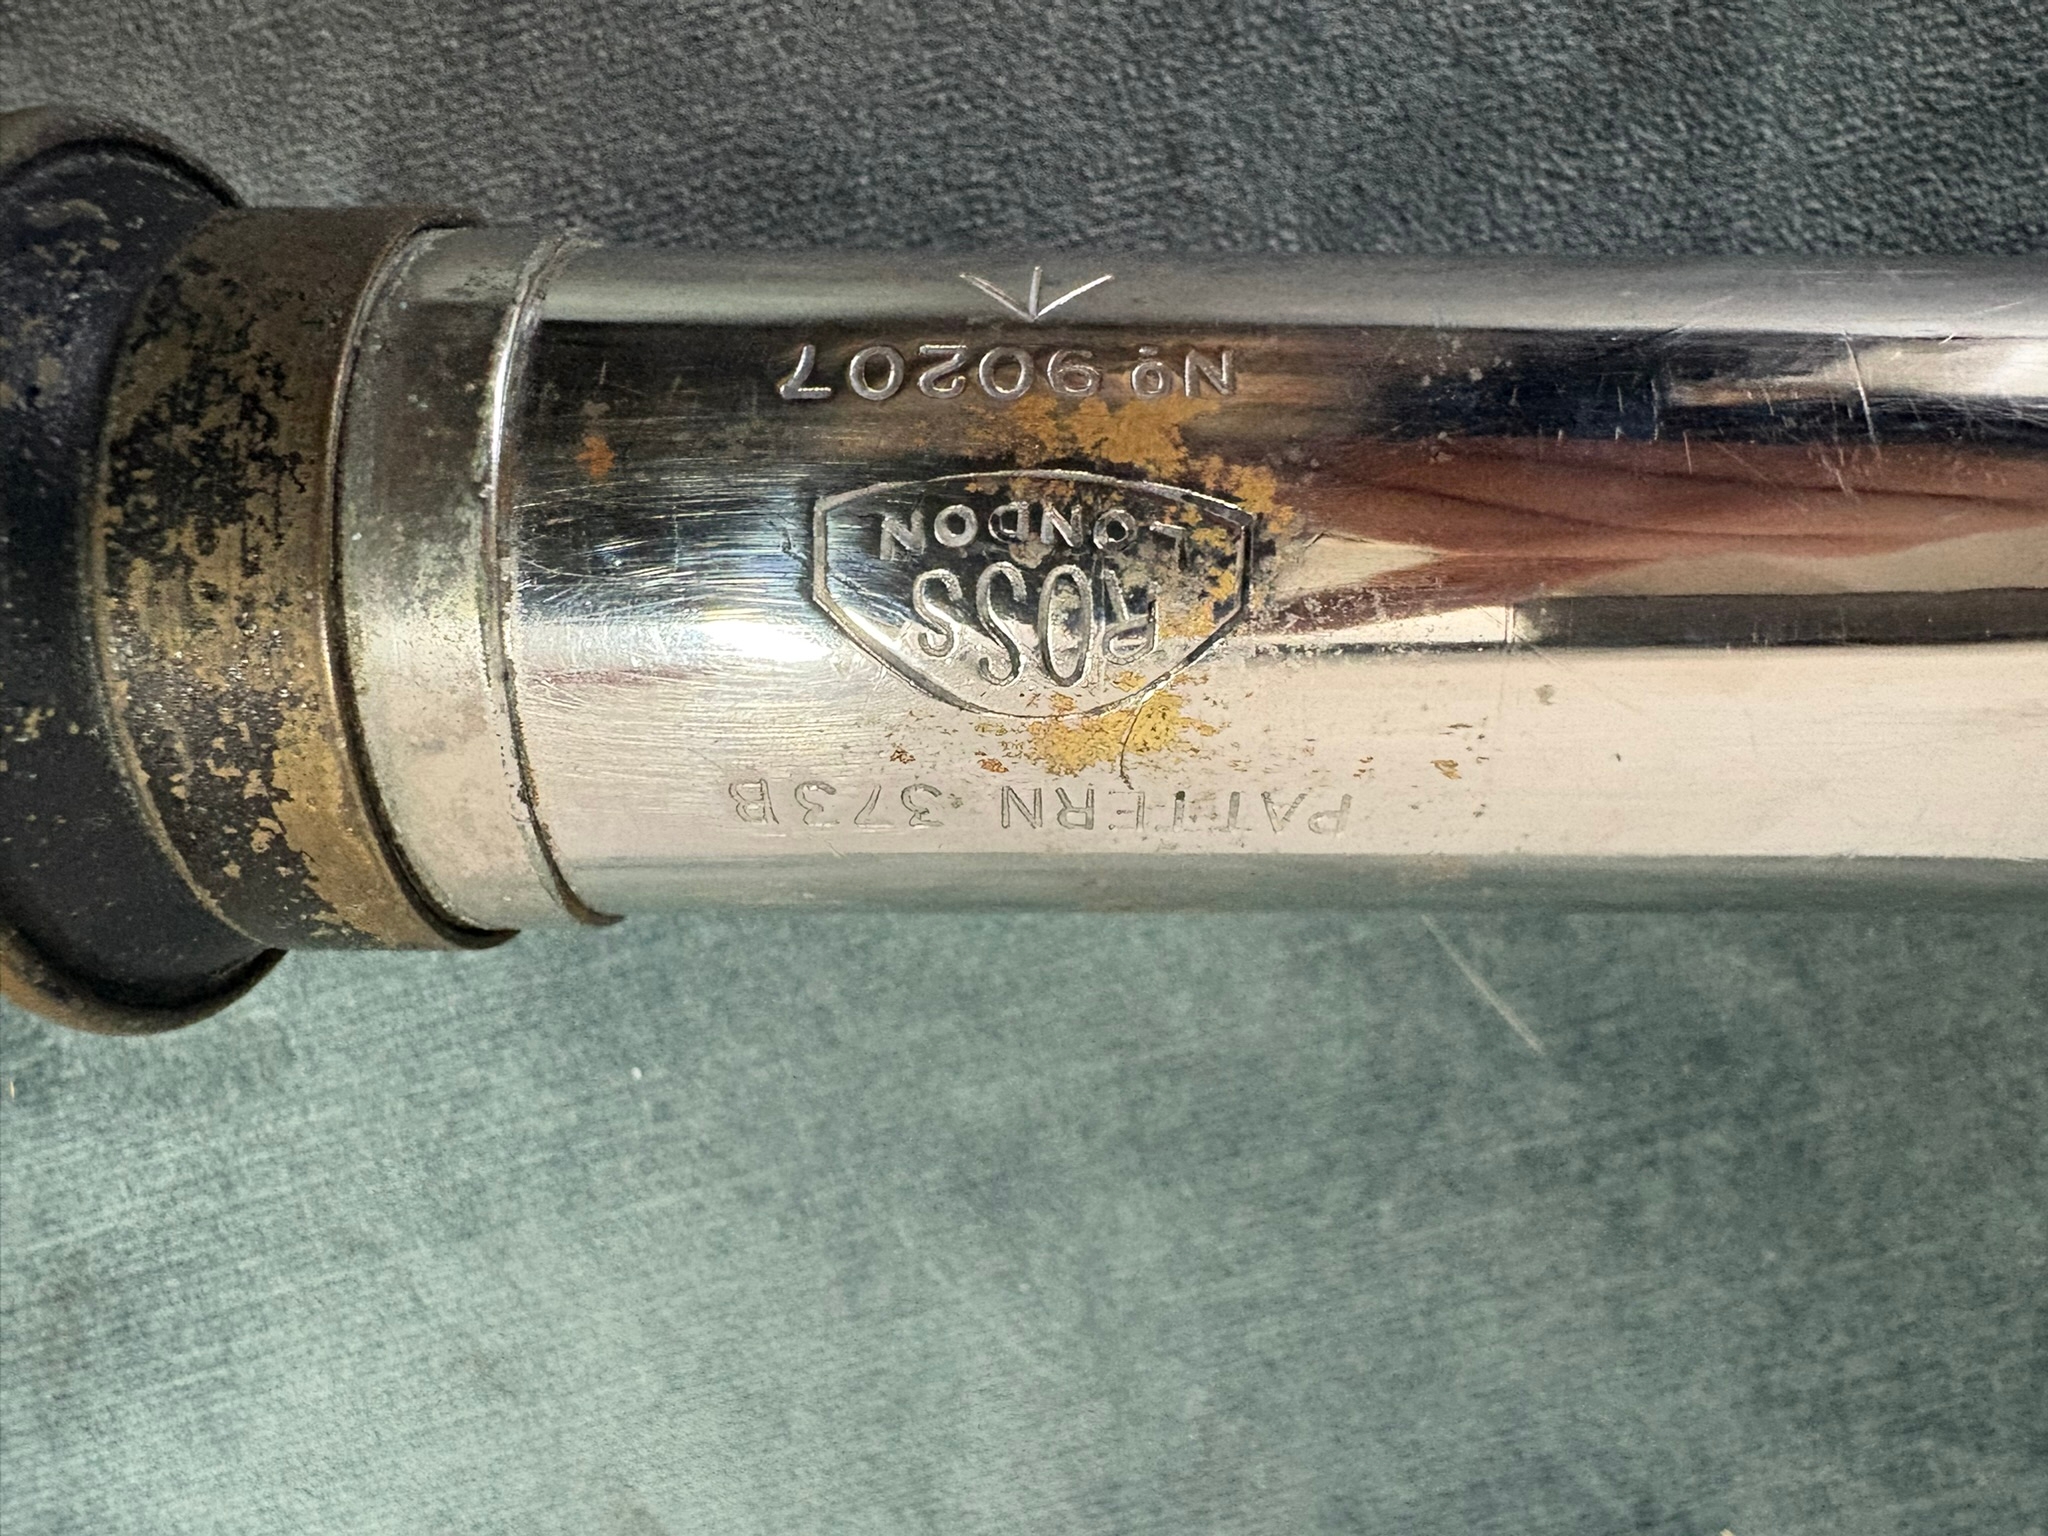 PATTERN 373B
ROSS
LONDON
Nº 90207